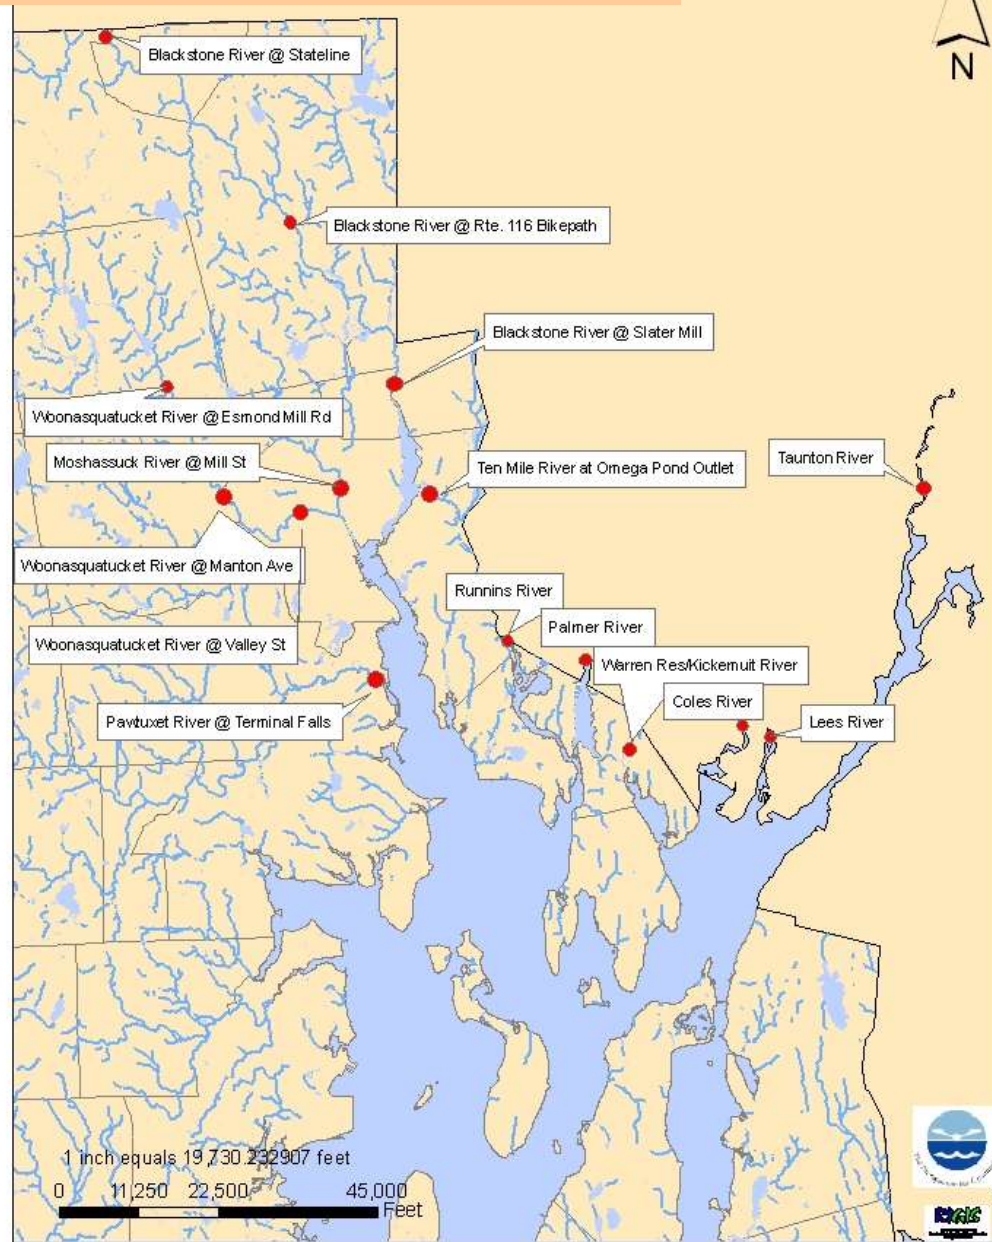 N
Blackstone River @ Stateline
Blackstone River @ Rte. 116 Bikepath
Blackstone River @ Slater Mill
Woonasquatucket River @ Esmond Mill Rd
Moshassuck River @ Mill St
Ten Mile River at Omega Pond Outlet
Taunton River
Woonasquatucket River @ Manton Ave
Runnins River
Palmer River
Woonasquatucket River @ Valley St
Warren Res/Kickemuit River
Coles River
Pawtuxet River @ Terminal Falls
Lees River
1 inch equals 19,730.232907 feet
0 11,250 22,500 45,000
Feet
RIGIS